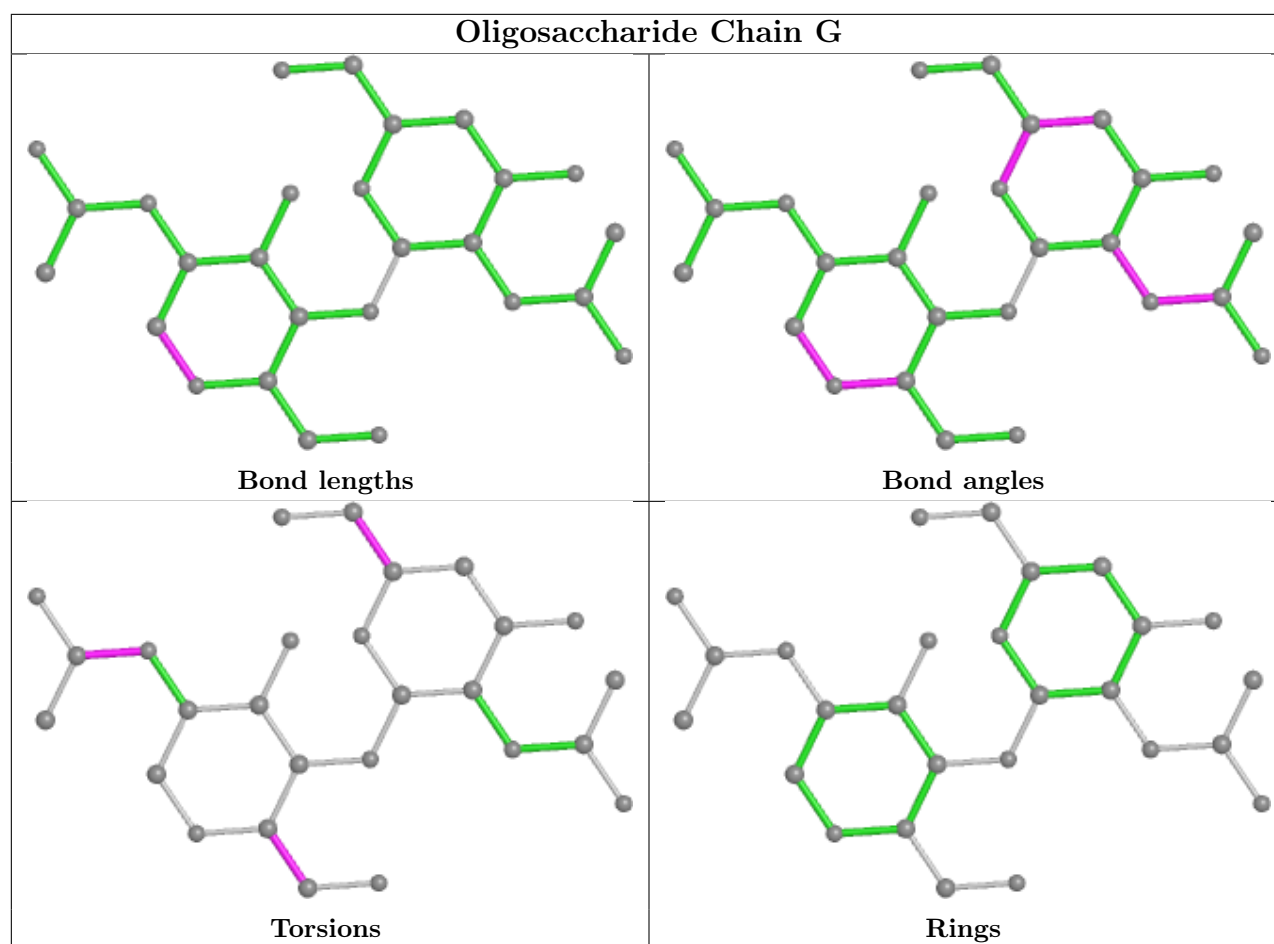 Oligosaccharide Chain G
Bond lengths
Bond angles
Torsions
Rings